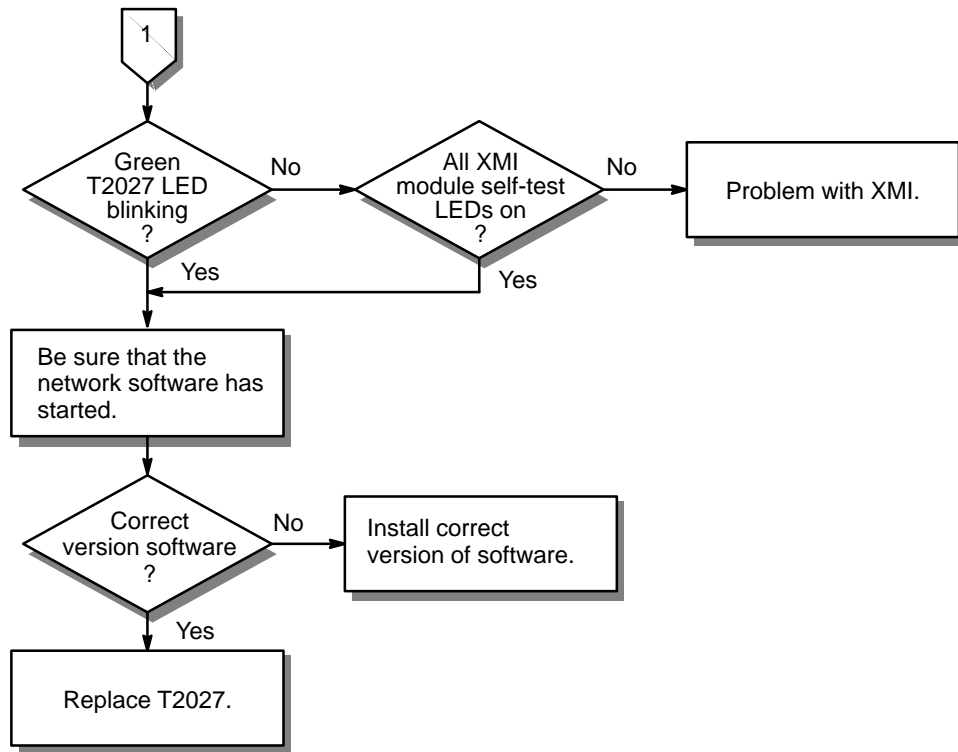 1
Green
T2027 LED
blinking
?
No
All XMI
module self-test
LEDs on
?
No
Problem with XMI.
Yes
Yes
Be sure that the
network software has
started.
Correct
version software
?
No
Install correct
version of software.
Yes
Replace T2027.